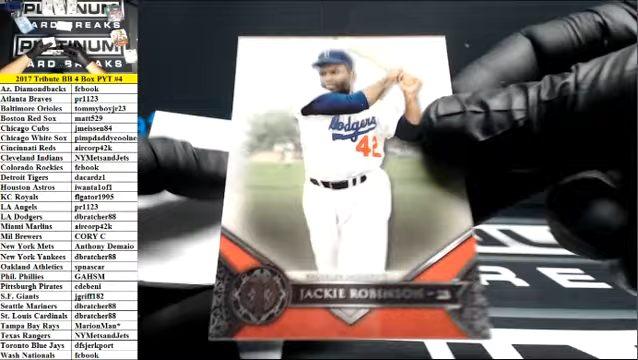 PLATINUM
CARD BREAKS
PLATINUM
BREAKS
2017 Tribute BB 4 Box PYT #4
Az. Diamondbacks fcbook
Atlanta Braves pr1123
Baltimore Orioles tommyboyje23
Boston Red Sox matt529
Chicago Cubs jmeissen84
Chicago White Sox pimpdaddycoolne
Cincinnati Reds aircorp42k
Cleveland Indians NYMetsandJets
Colorado Rockies fcbook
Detroit Tigers dacardz1
Houston Astros iwanta1of1
KC Royals flgator1995
LA Angels pr1123
LA Dodgers dbratcher88
Miami Marlins aircorp42k
Mil Brewers CORY C
New York Mets Anthony Demaio
New York Yankees dbratcher88
Oakland Athletics spnascar
Phil. Phillies GAHSM
Pittsburgh Pirates cdebeni
S.F. Giants jgriff182
Seattle Mariners dbratcher88
St. Louis Cardinals dbratcher88
Tampa Bay Rays MarionMan*
Texas Rangers NYMetsandJets
Toronto Blue Jays dfsjerkport
Wash Nationals fcbook
Dodgers
42
JACKIE ROBINSON